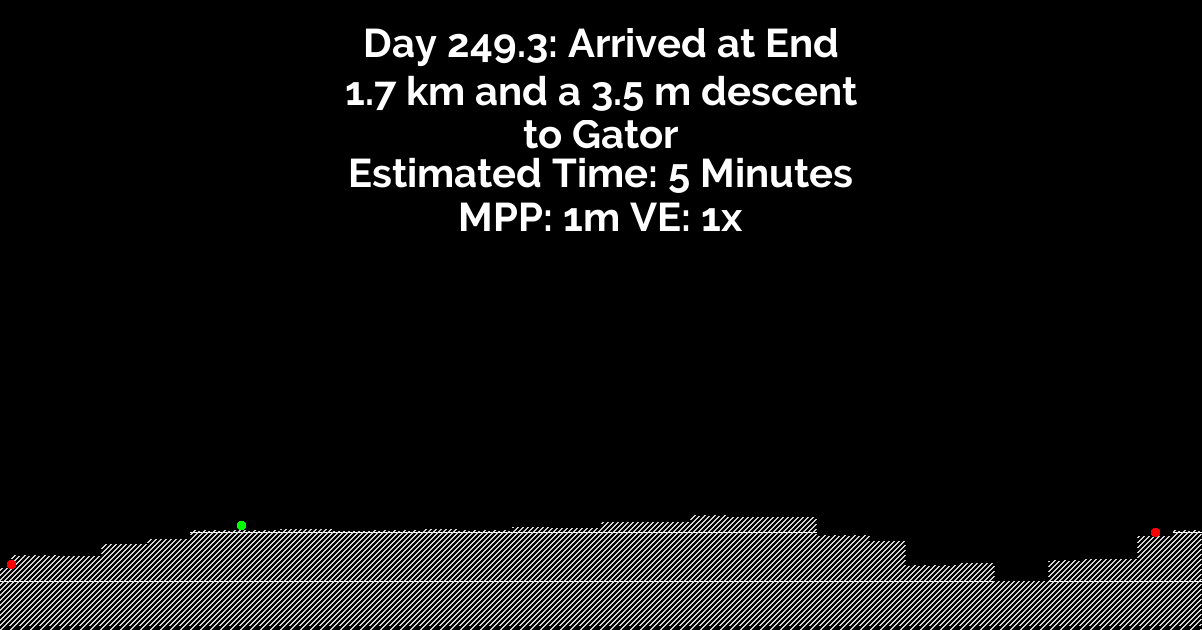 Day 249.3: Arrived at End
1.7 km and a 3.5 m descent
to Gator
Estimated Time: 5 Minutes
MPP: 1m VE: 1x